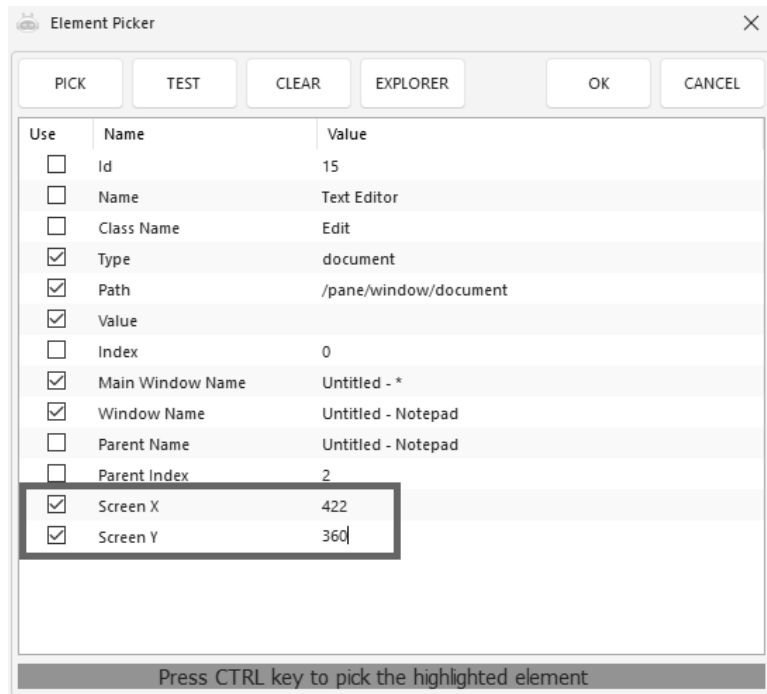 Element Picker
PICK TEST CLEAR EXPLORER OK CANCEL
Use Name Value
Id 15
Name Text Editor
Class Name Edit
Type document
Path /pane/window/document
Value
Index 0
Main Window Name Untitled - *
Window Name Untitled - Notepad
Parent Name Untitled - Notepad
Parent Index 2
Screen X 422
Screen Y 360
Press CTRL key to pick the highlighted element